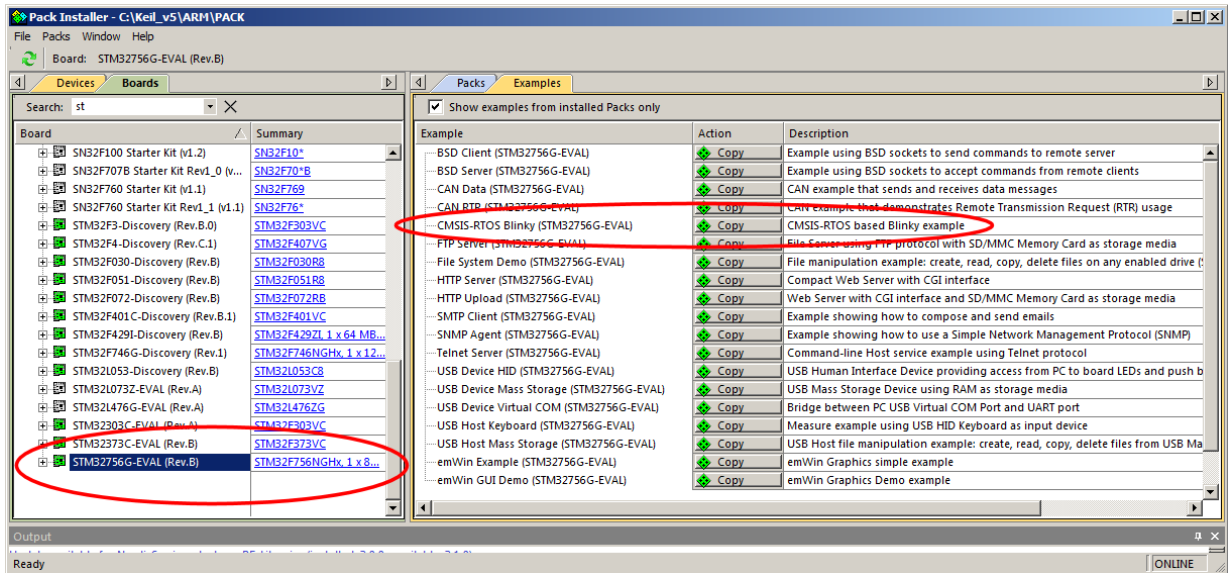 Pack Installer - C:\Keil_v5\ARM\PACK
File Packs Window Help
Board: STM32756G-EVAL (Rev.B)
Devices Boards
Search: st
Board Summary
SN32F100 Starter Kit (v1.2) SN32F10*
SN32F707B Starter Kit Rev1_0 (v... SN32F70*B
SN32F760 Starter Kit (v1.1) SN32F769
SN32F760 Starter Kit Rev1_1 (v1.1) SN32F76*
STM32F3-Discovery (Rev.B.0) STM32F303VC
STM32F4-Discovery (Rev.C.1) STM32F407VG
STM32F030-Discovery (Rev.B) STM32F030R8
STM32F051-Discovery (Rev.B) STM32F051R8
STM32F072-Discovery (Rev.B) STM32F072RB
STM32F401C-Discovery (Rev.B.1) STM32F401VC
STM32F429I-Discovery (Rev.B) STM32F429ZI, 1 x 64 MB...
STM32F746G-Discovery (Rev.1) STM32F746NGHx, 1 x 12...
STM32L053-Discovery (Rev.B) STM32L053C8
STM32L073Z-EVAL (Rev.A) STM32L073VZ
STM32L476G-EVAL (Rev.A) STM32L476ZG
STM32303C-EVAL (Rev.A) STM32F303VC
STM32373C-EVAL (Rev.B) STM32F373VC
STM32756G-EVAL (Rev.B) STM32F756NGHx, 1 x 8...
Packs Examples
Show examples from installed Packs only
Example Action Description
BSD Client (STM32756G-EVAL) Copy Example using BSD sockets to send commands to remote server
BSD Server (STM32756G-EVAL) Copy Example using BSD sockets to accept commands from remote clients
CAN Data (STM32756G-EVAL) Copy CAN example that sends and receives data messages
CAN RTR (STM32756G-EVAL) Copy CAN example that demonstrates Remote Transmission Request (RTR) usage
CMSIS-RTOS Blinky (STM32756G-EVAL) Copy CMSIS-RTOS based Blinky example
FTP Server (STM32756G-EVAL) Copy File Server using FTP protocol with SD/MMC Memory Card as storage media
File System Demo (STM32756G-EVAL) Copy File manipulation example: create, read, copy, delete files on any enabled drive (
HTTP Server (STM32756G-EVAL) Copy Compact Web Server with CGI interface
HTTP Upload (STM32756G-EVAL) Copy Web Server with CGI interface and SD/MMC Memory Card as storage media
SMTP Client (STM32756G-EVAL) Copy Example showing how to compose and send emails
SNMP Agent (STM32756G-EVAL) Copy Example showing how to use a Simple Network Management Protocol (SNMP)
Telnet Server (STM32756G-EVAL) Copy Command-line Host service example using Telnet protocol
USB Device HID (STM32756G-EVAL) Copy USB Human Interface Device providing access from PC to board LEDs and push b
USB Device Mass Storage (STM32756G-EVAL) Copy USB Mass Storage Device using RAM as storage media
USB Device Virtual COM (STM32756G-EVAL) Copy Bridge between PC USB Virtual COM Port and UART port
USB Host Keyboard (STM32756G-EVAL) Copy Measure example using USB HID Keyboard as input device
USB Host Mass Storage (STM32756G-EVAL) Copy USB Host file manipulation example: create, read, copy, delete files from USB Ma
emWin Example (STM32756G-EVAL) Copy emWin Graphics simple example
emWin GUI Demo (STM32756G-EVAL) Copy emWin Graphics Demo example
Output
Ready ONLINE